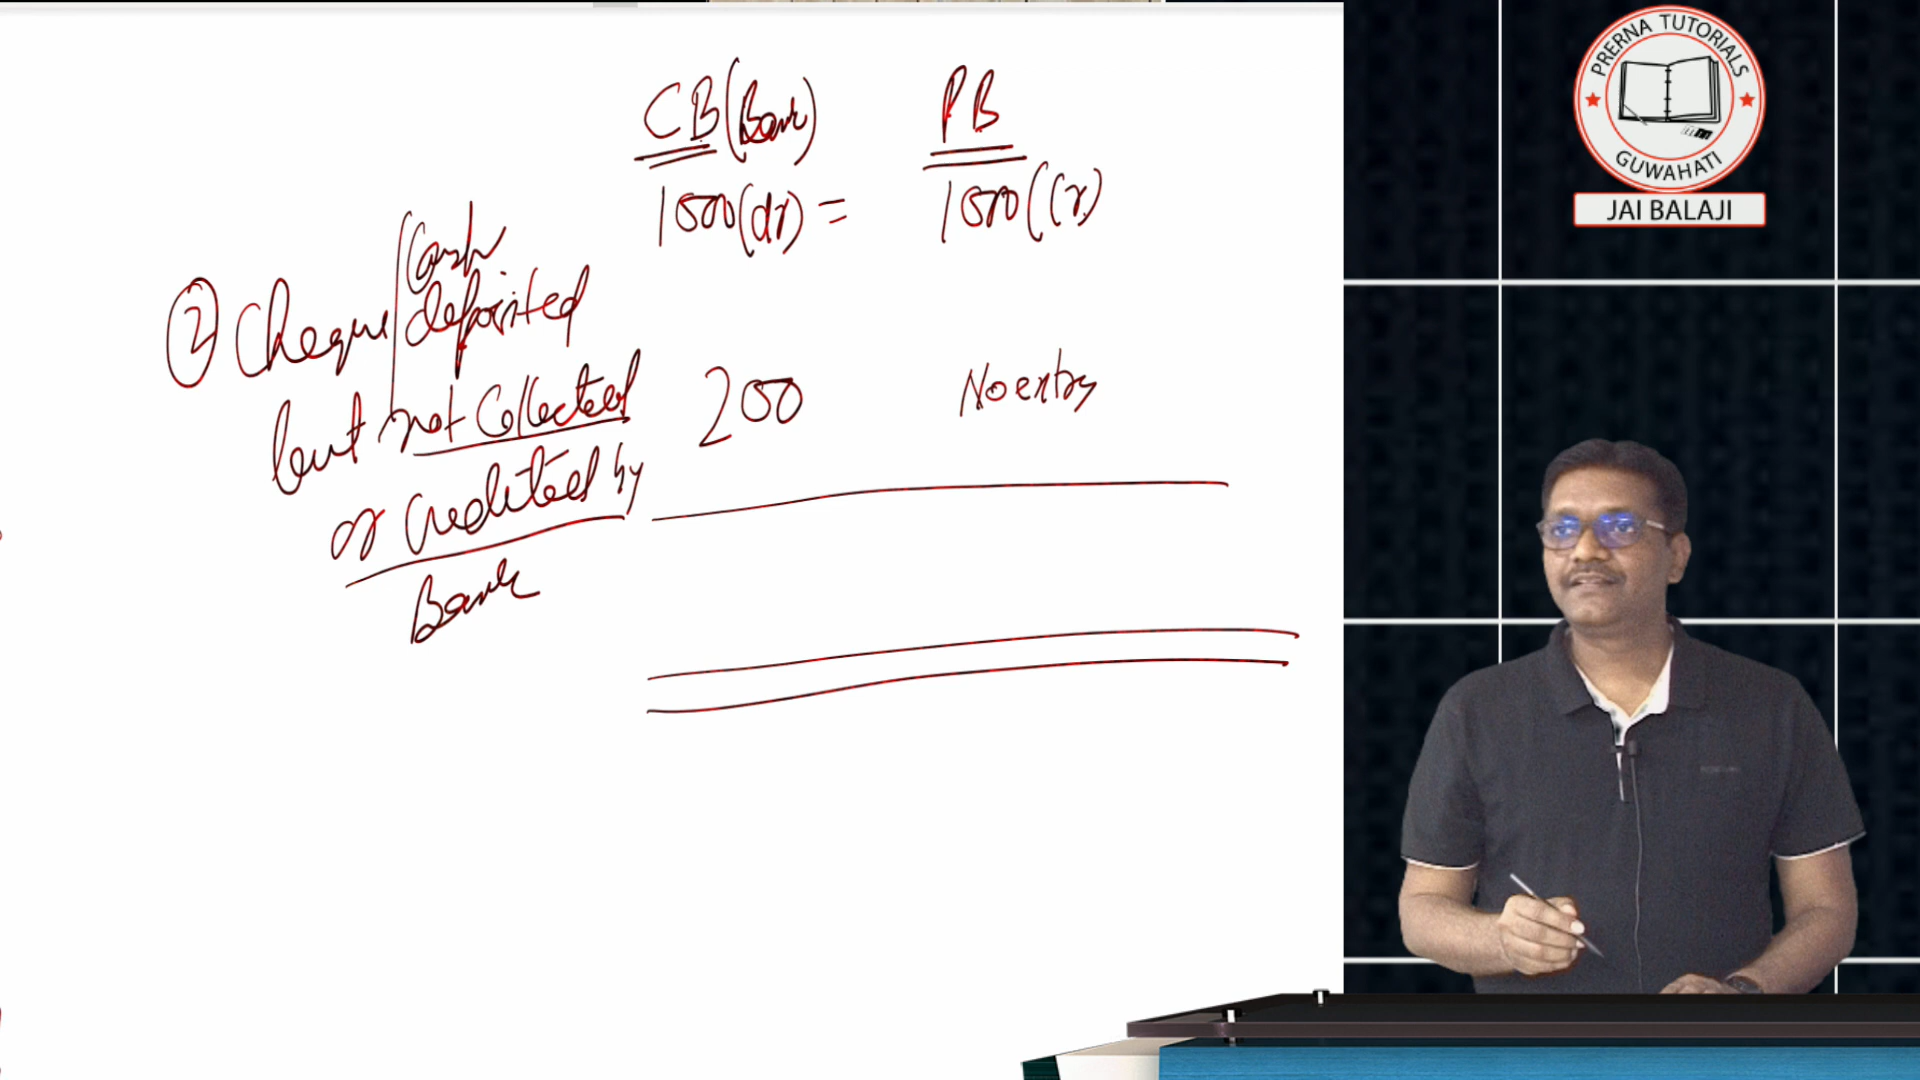 CB (Bank) PB
1500 (dr) = 1500 (Cr)
② Cheque/Cash deposited
but not Collected 200 No entry
or Credited by
Bank
PRERNA TUTORIALS
GUWAHATI
JAI BALAJI